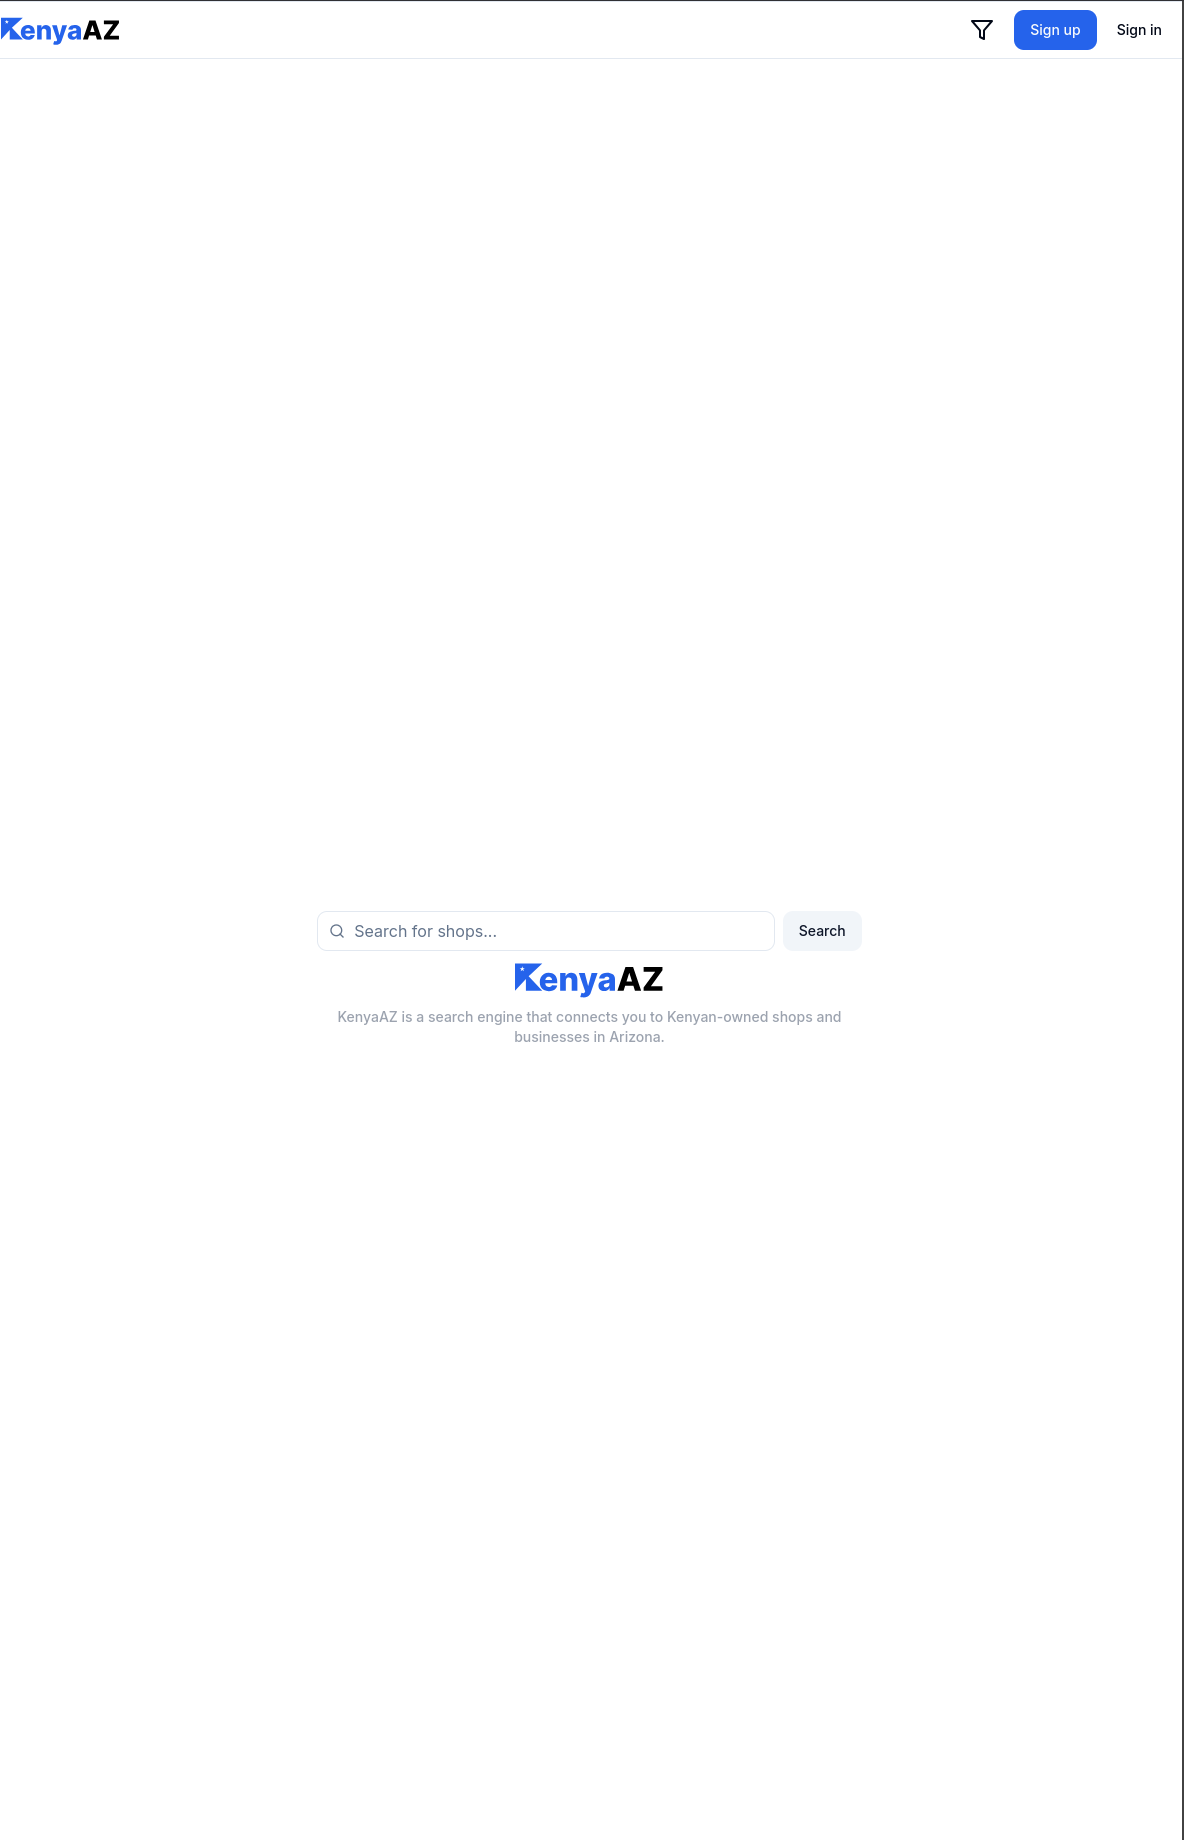 KenyaAZ
Sign up
Sign in
Search for shops...
Search
KenyaAZ
KenyaAZ is a search engine that connects you to Kenyan-owned shops and
businesses in Arizona.